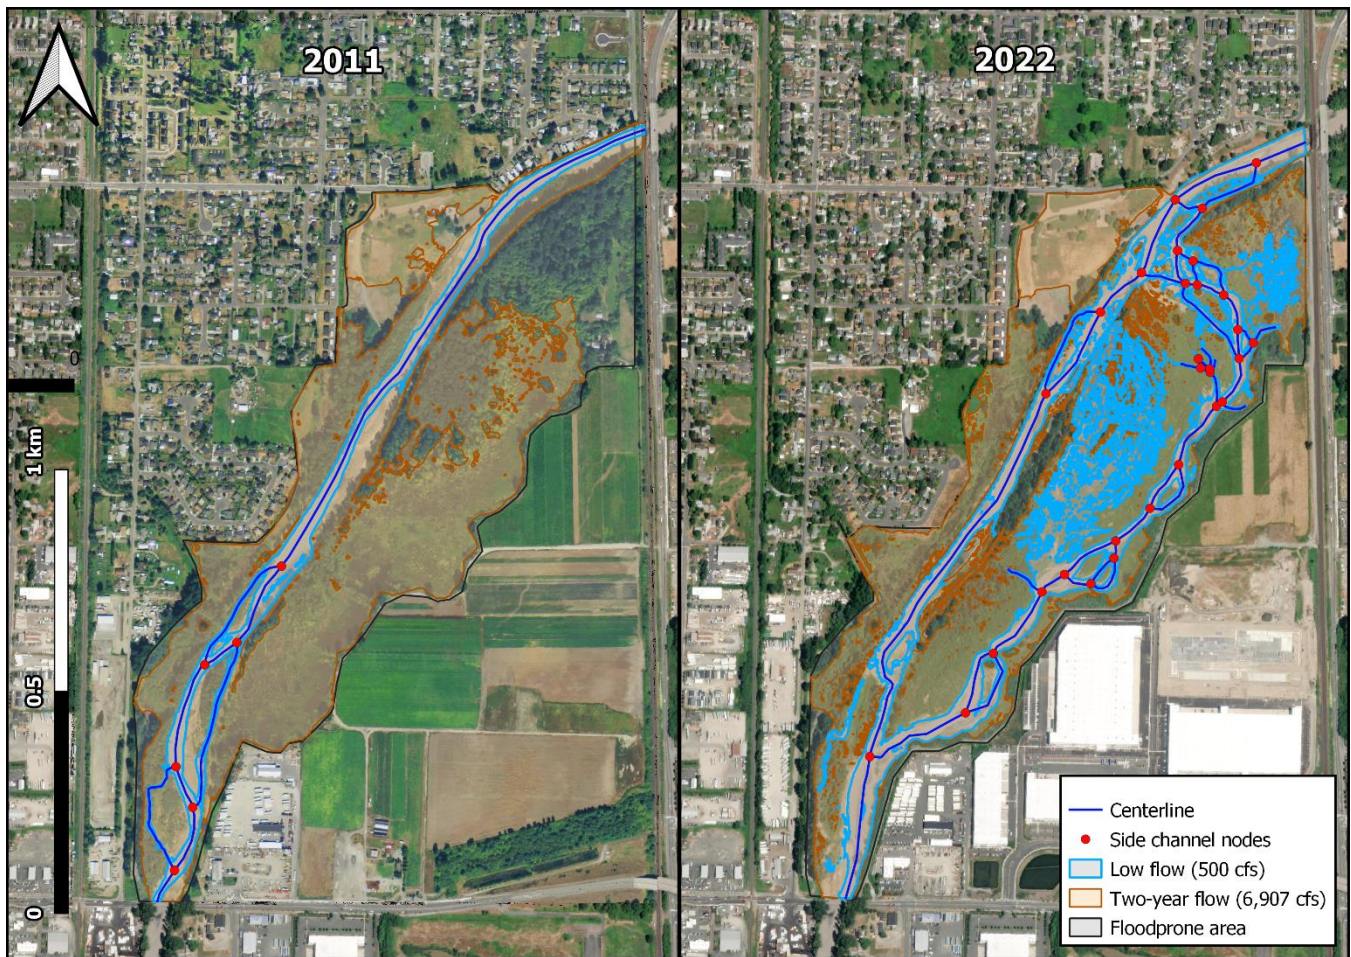 2011
2022
0
1 km
0.5
0
Centerline
Side channel nodes
Low flow (500 cfs)
Two-year flow (6,907 cfs)
Floodprone area